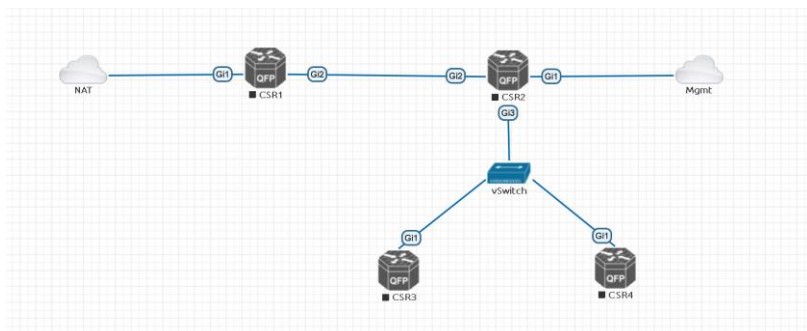 Gi1
QFP
Gi2
Gi2
QFP
Gi1
NAT
CSR1
CSR2
Mgmt
Gi3
vSwitch
Gi1
Gi1
QFP
QFP
CSR3
CSR4